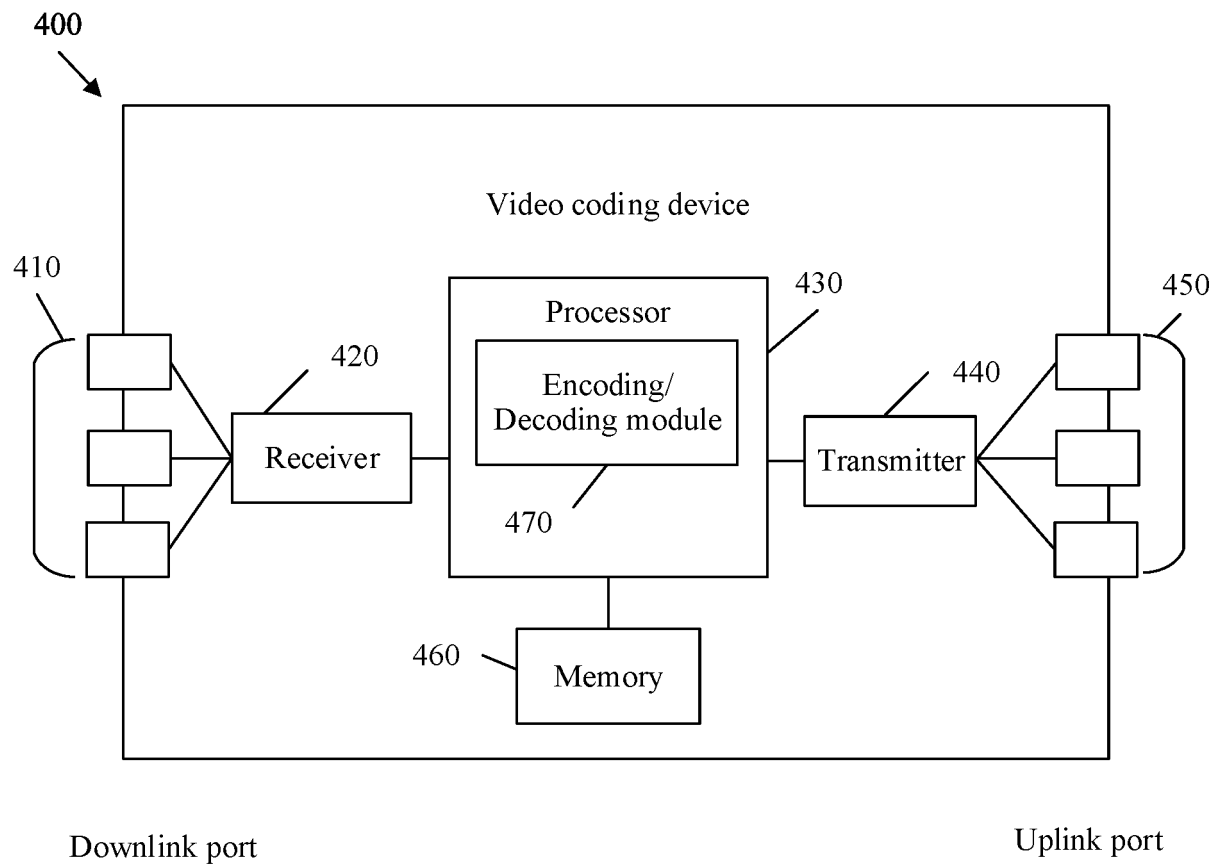 400
Video coding device
410
430
450
Processor
420
440
Encoding/
Decoding module
Receiver
Transmitter
470
460
Memory
Downlink port
Uplink port